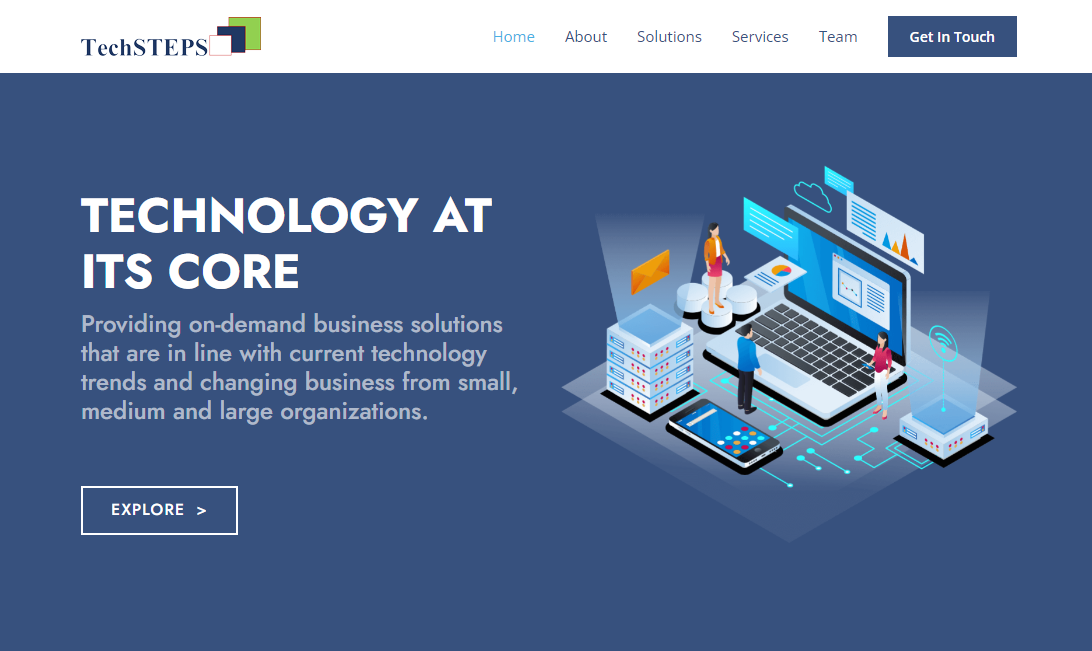 TechSTEPS
Home About Solutions Services Team Get In Touch
TECHNOLOGY AT
ITS CORE
Providing on-demand business solutions
that are in line with current technology
trends and changing business from small,
medium and large organizations.
EXPLORE >